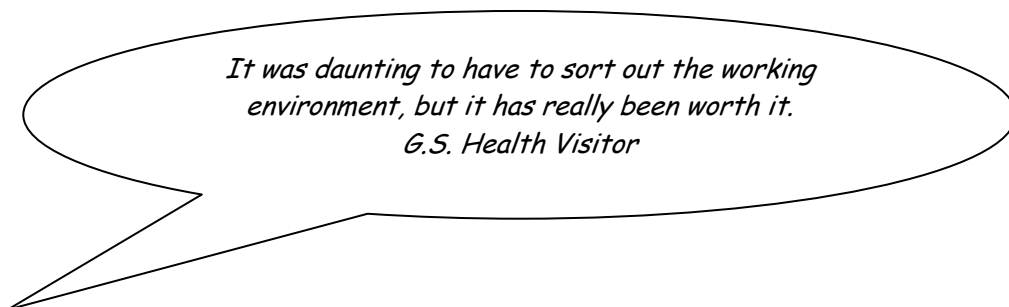 It was daunting to have to sort out the working
environment, but it has really been worth it.
G.S. Health Visitor